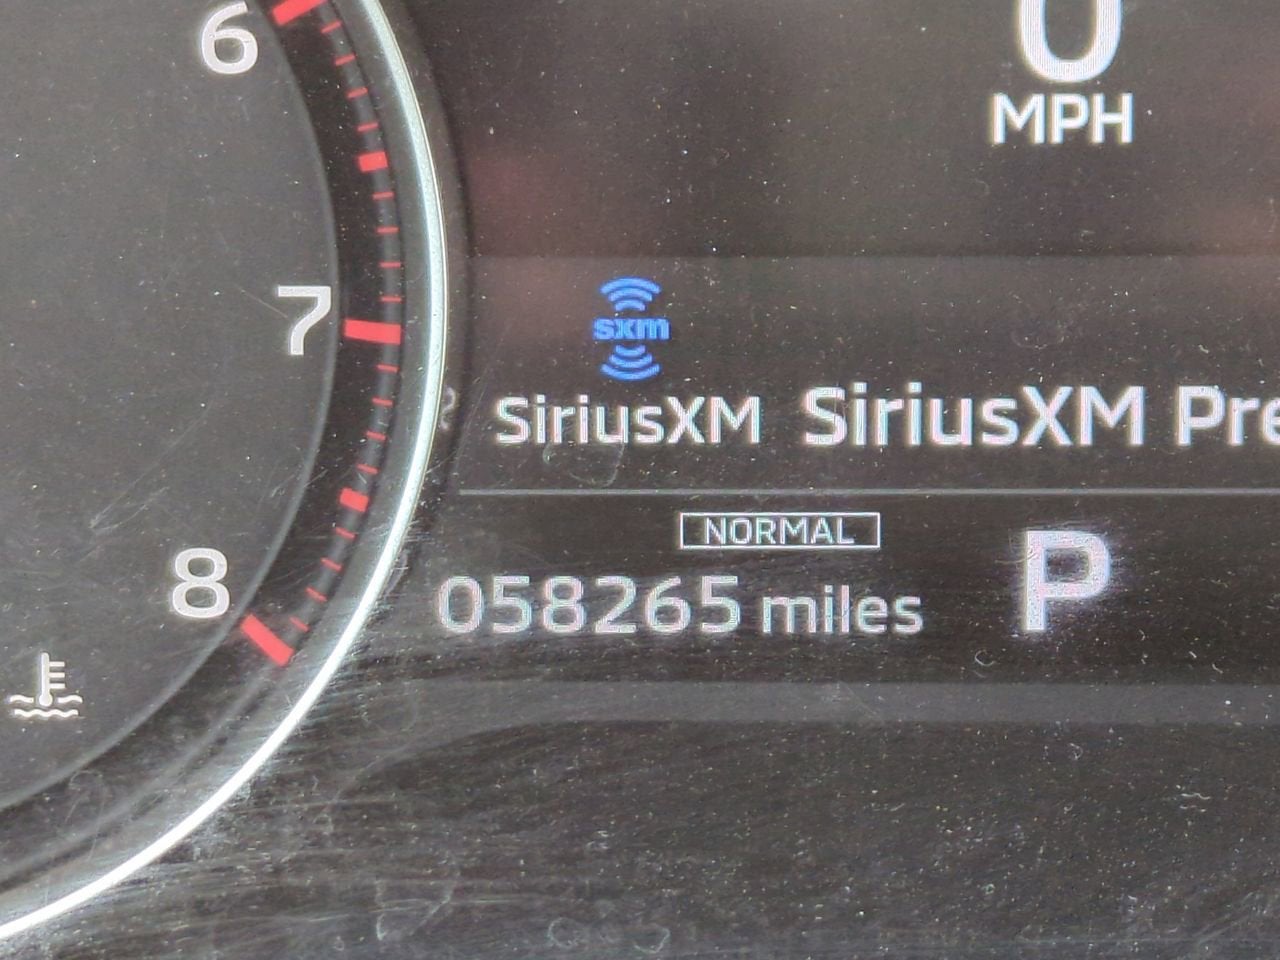 6
0
MPH
7
sxm
SiriusXM SiriusXM Pre
NORMAL
P
8
058265 miles